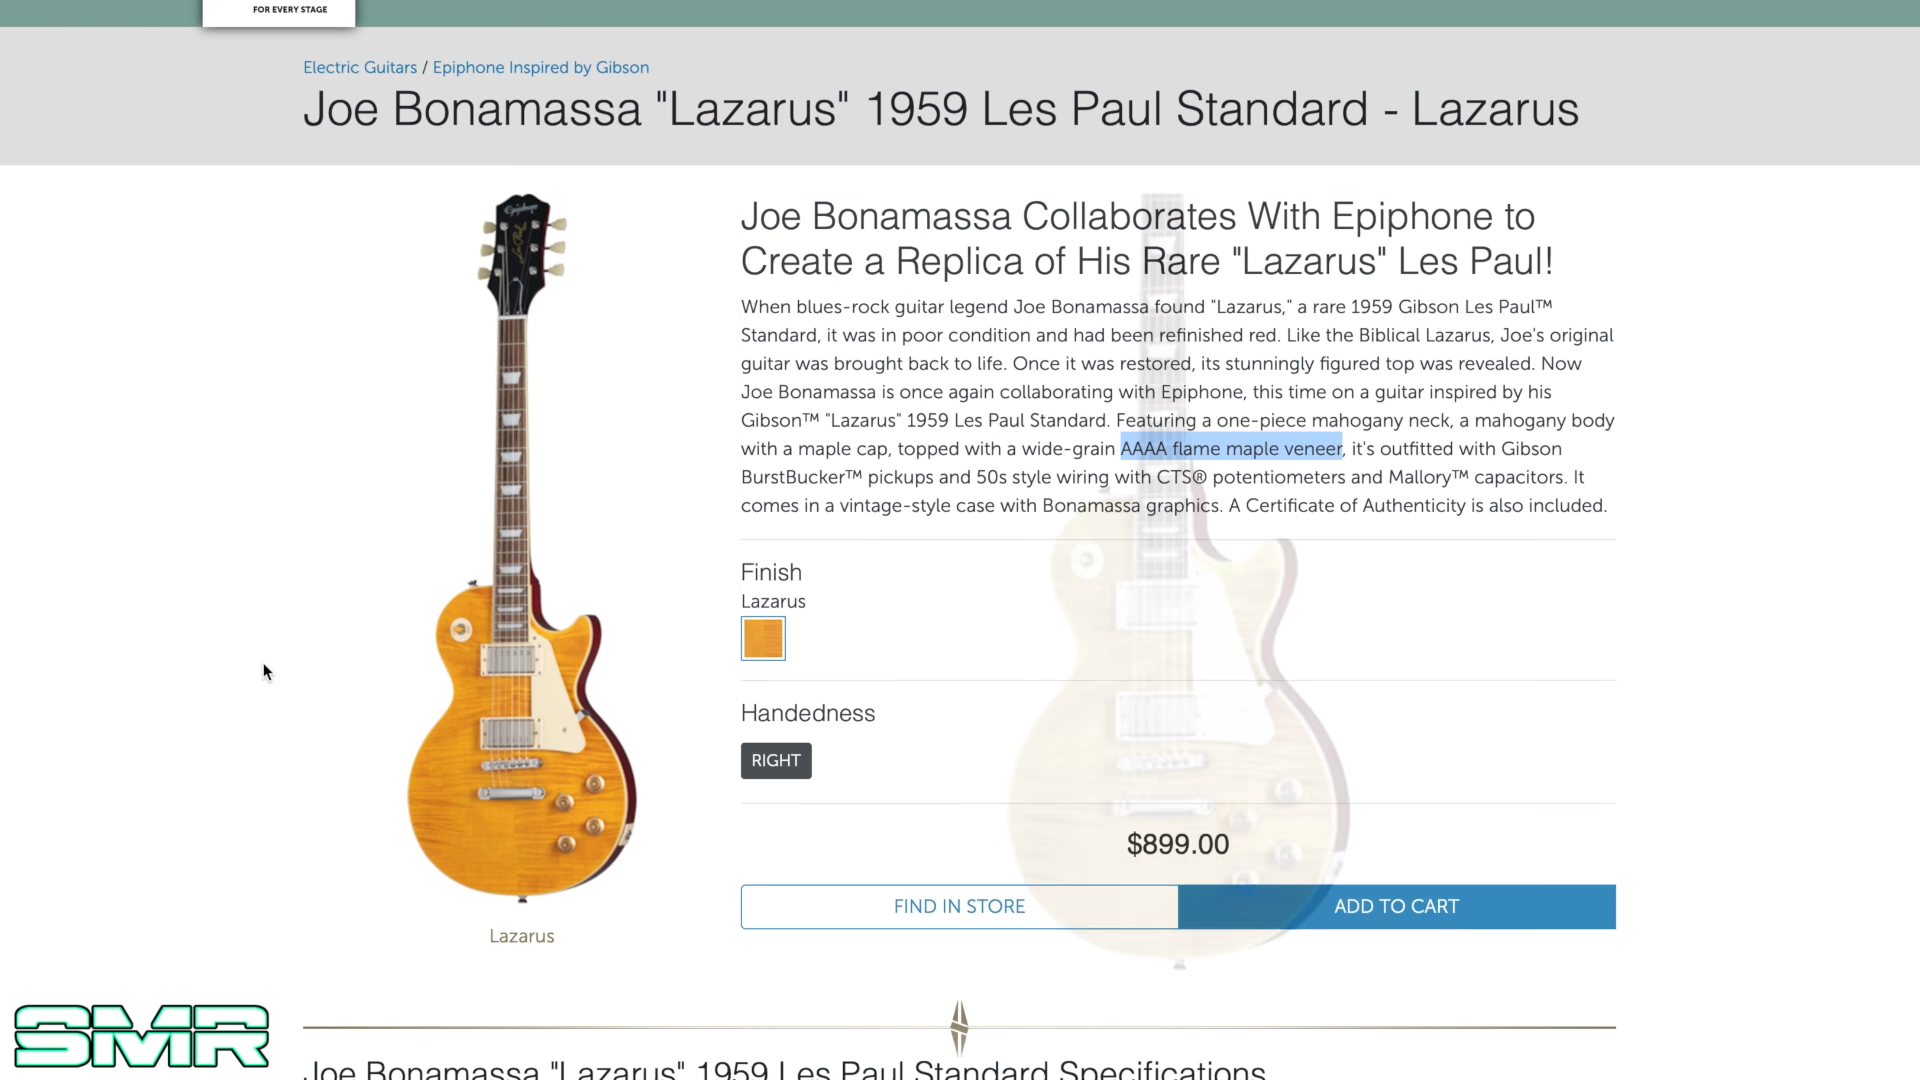 FOR EVERY STAGE
Electric Guitars / Epiphone Inspired by Gibson
Joe Bonamassa "Lazarus" 1959 Les Paul Standard - Lazarus
Epiphone
Les Paul
Joe Bonamassa Collaborates With Epiphone to
Create a Replica of His Rare "Lazarus" Les Paul!
When blues-rock guitar legend Joe Bonamassa found "Lazarus," a rare 1959 Gibson Les Paul™
Standard, it was in poor condition and had been refinished red. Like the Biblical Lazarus, Joe's original
guitar was brought back to life. Once it was restored, its stunningly figured top was revealed. Now
Joe Bonamassa is once again collaborating with Epiphone, this time on a guitar inspired by his
Gibson™ "Lazarus" 1959 Les Paul Standard. Featuring a one-piece mahogany neck, a mahogany body
with a maple cap, topped with a wide-grain AAAA flame maple veneer, it's outfitted with Gibson
BurstBucker™ pickups and 50s style wiring with CTS® potentiometers and Mallory™ capacitors. It
comes in a vintage-style case with Bonamassa graphics. A Certificate of Authenticity is also included.
Finish
Lazarus
Handedness
RIGHT
$899.00
FIND IN STORE
ADD TO CART
Lazarus
SMR
Joe Bonamassa "Lazarus" 1959 Les Paul Standard Specifications